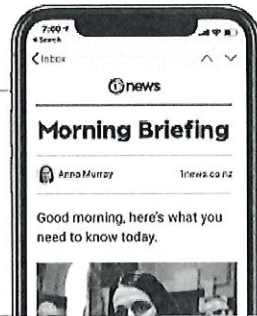 7:00
Search
Inbox
1 news
Morning Briefing
Anna Murray 1news.co.nz
Good morning, here's what you
need to know today.